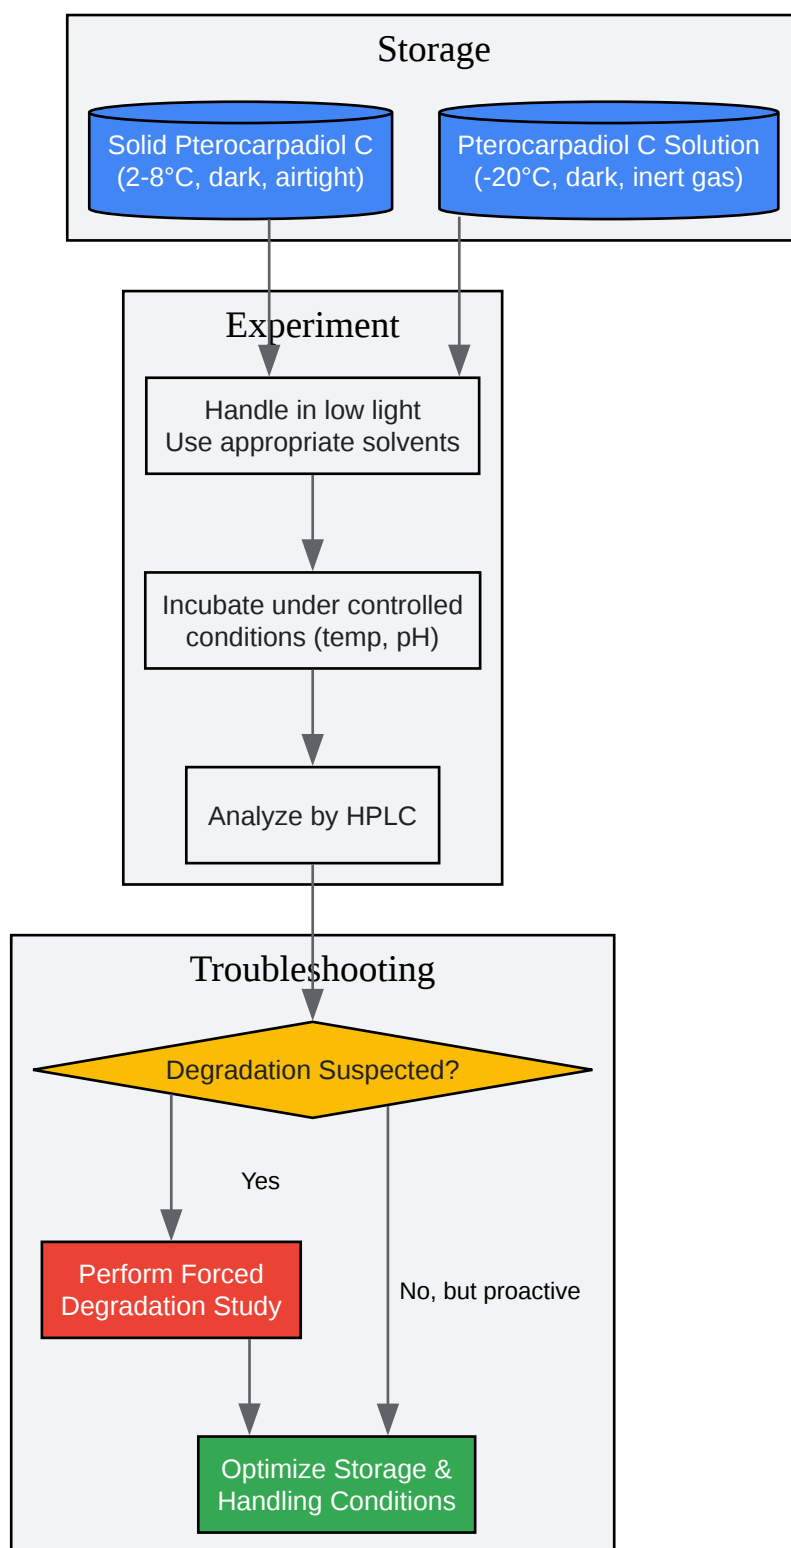 Storage
Solid Pterocarpadiol C
(2-8°C, dark, airtight)
Pterocarpadiol C Solution
(-20°C, dark, inert gas)
Experiment
Handle in low light
Use appropriate solvents
Incubate under controlled
conditions (temp, pH)
Analyze by HPLC
Troubleshooting
Degradation Suspected?
Yes
Perform Forced
Degradation Study
No, but proactive
Optimize Storage &
Handling Conditions